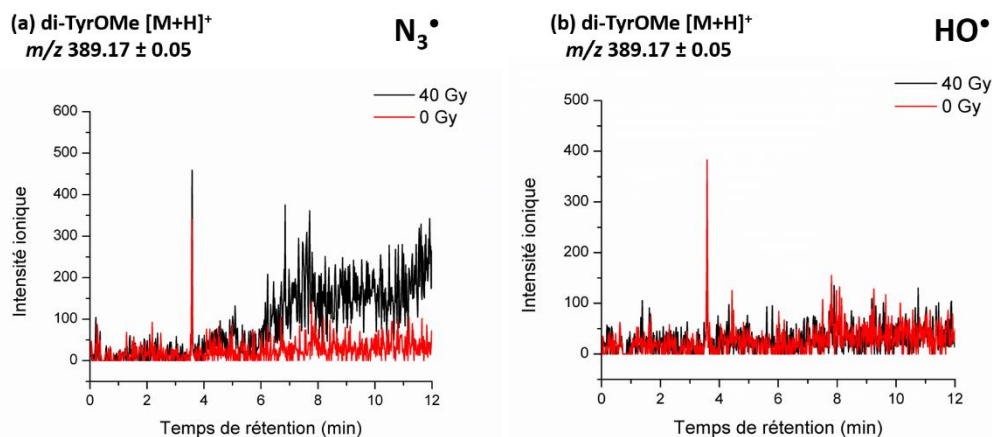 (a) di-TyrOMe [M+H]⁺
m/z 389.17 ± 0.05
N₃•
40 Gy
0 Gy
600
500
400
300
200
100
0
Intensité ionique
0 2 4 6 8 10 12
Temps de rétention (min)
(b) di-TyrOMe [M+H]⁺
m/z 389.17 ± 0.05
HO•
40 Gy
0 Gy
500
400
300
200
100
0
Intensité ionique
0 2 4 6 8 10 12
Temps de rétention (min)